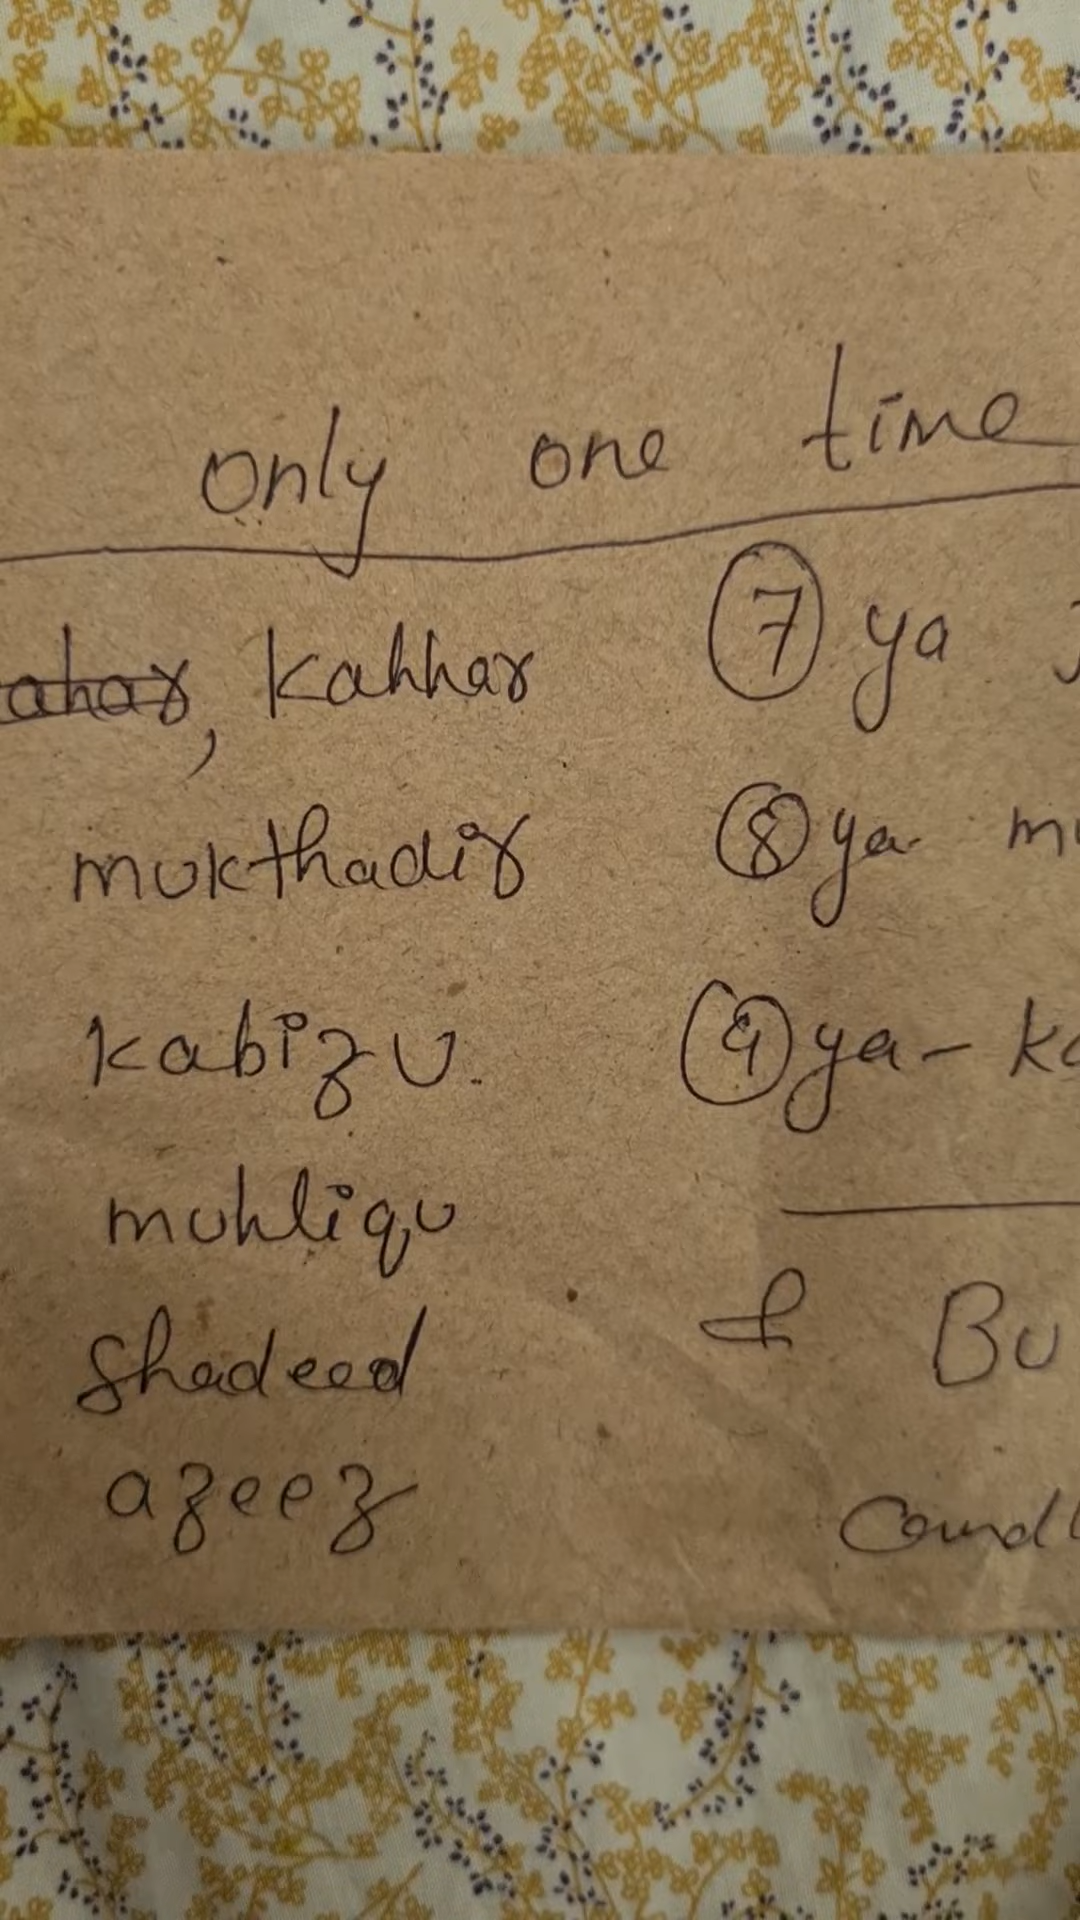 Only one time
kahhar
mukthadir
kabizu.
muhliqu
Shadeed
azeez
7 ya
8 ya
9 ya-